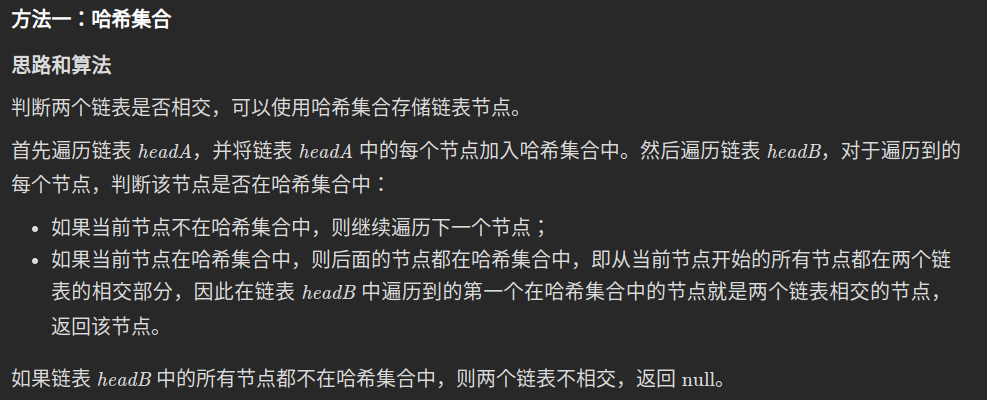 方法一：哈希集合
思路和算法
判断两个链表是否相交，可以使用哈希集合存储链表节点。
首先遍历链表 headA，并将链表 headA 中的每个节点加入哈希集合中。然后遍历链表 headB，对于遍历到的
每个节点，判断该节点是否在哈希集合中：
• 如果当前节点不在哈希集合中，则继续遍历下一个节点；
• 如果当前节点在哈希集合中，则后面的节点都在哈希集合中，即从当前节点开始的所有节点都在两个链
表的相交部分，因此在链表 headB 中遍历到的第一个在哈希集合中的节点就是两个链表相交的节点，
返回该节点。
如果链表 headB 中的所有节点都不在哈希集合中，则两个链表不相交，返回 null。